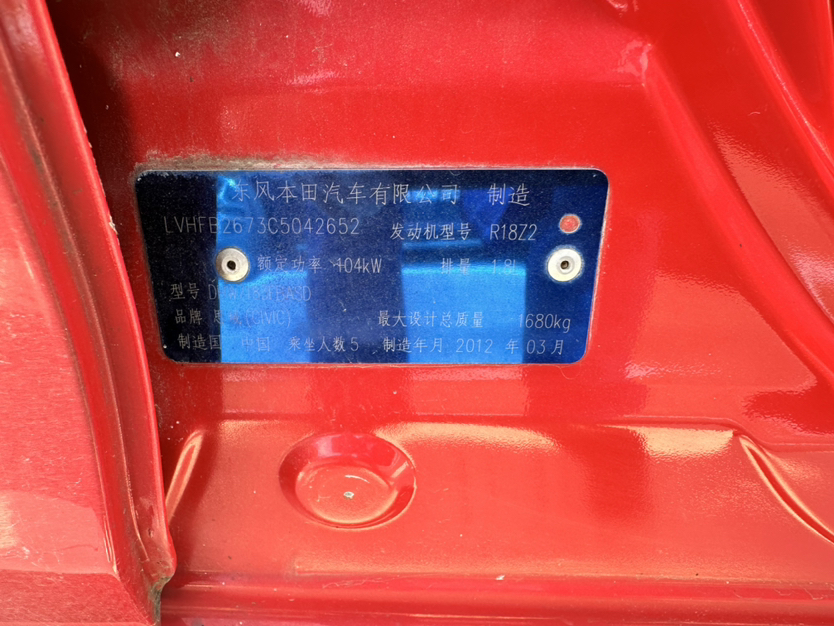 东风本田汽车有限公司 制造
LVHFB2673C5042652 发动机型号 R18Z2
额定功率 104kW 排量 1.8L
型号
品牌 (CIVIC) 最大设计总质量 1680kg
制造国 中国 乘坐人数 5 制造年月 2012 年 03 月